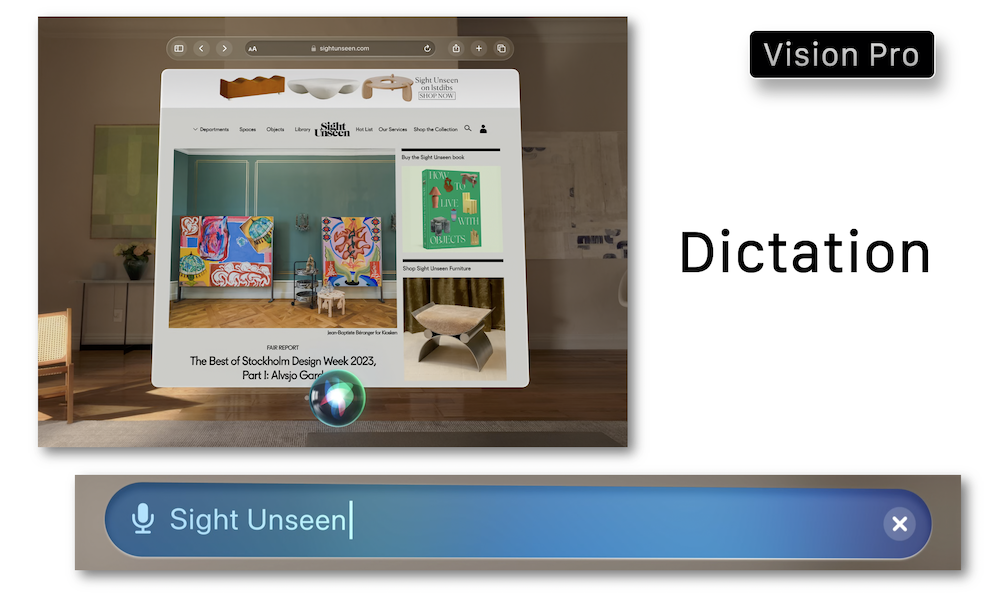 Vision Pro
AA sightunseen.com
Sight Unseen
on 1stdibs
SHOP NOW
Departments Spaces Objects Library Sight Unseen Hot List Our Services Shop the Collection
Buy the Sight Unseen book
HOW
TO
LIVE
WITH
OBJECTS
Shop Sight Unseen Furniture
Jean-Baptiste Béranger for Kiosken
FAIR REPORT
The Best of Stockholm Design Week 2023,
Part I: Alvsjo Gard
Dictation
Sight Unseen